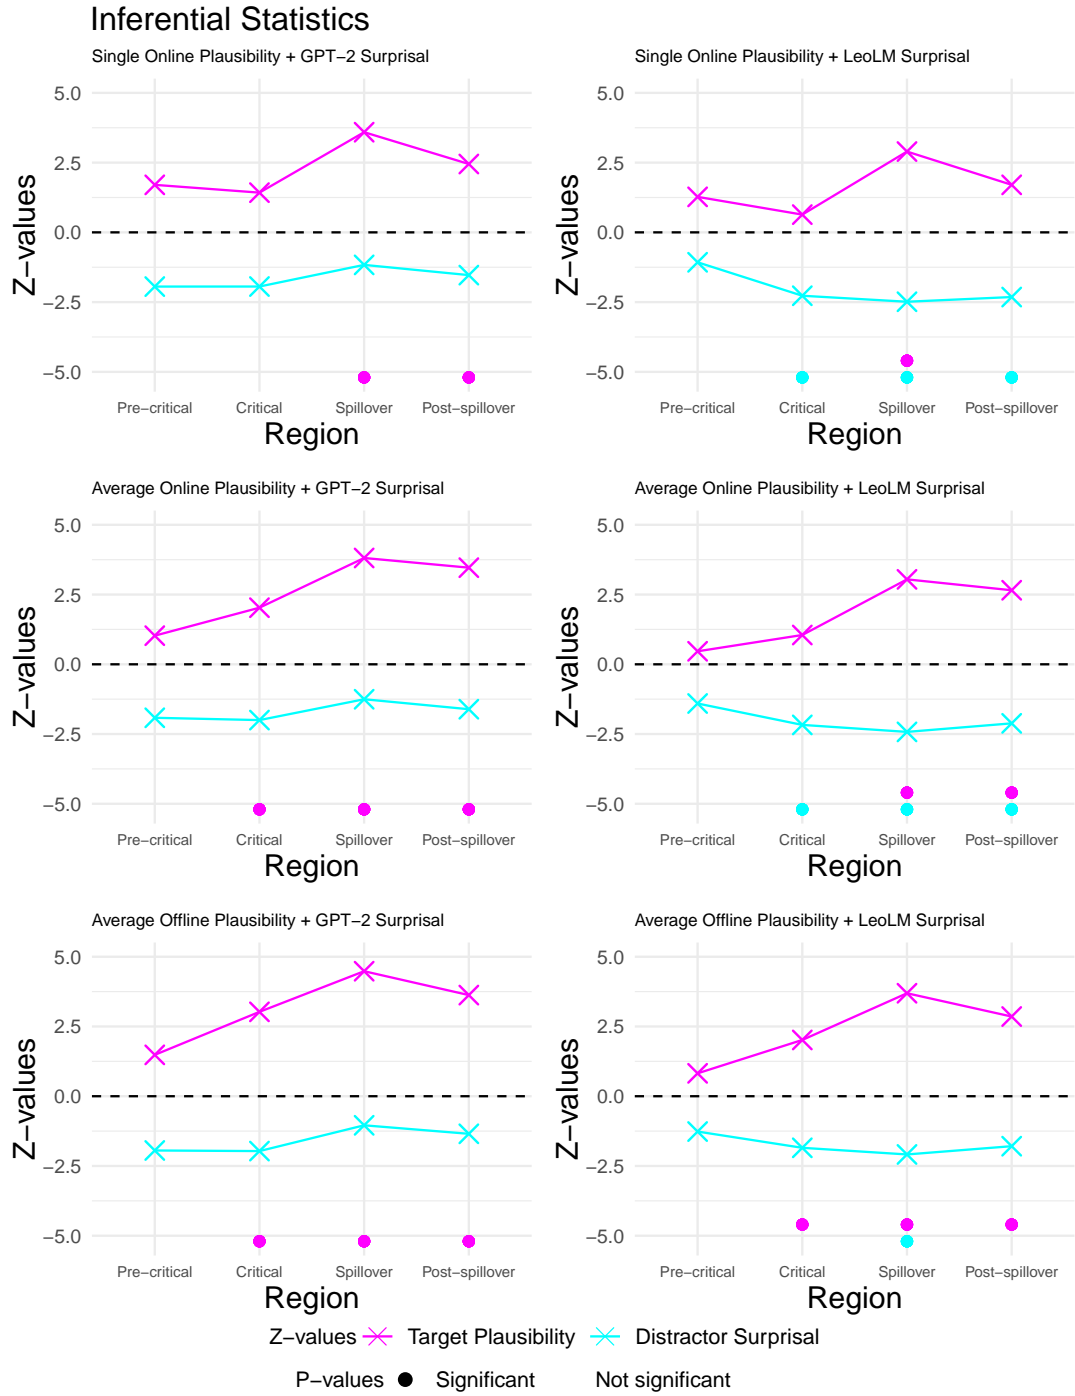 Inferential Statistics
Single Online Plausibility + GPT−2 Surprisal
Z−values
5.0
2.5
0.0
−2.5
−5.0
Pre−critical Critical Spillover Post−spillover
Region
Single Online Plausibility + LeoLM Surprisal
Z−values
5.0
2.5
0.0
−2.5
−5.0
Pre−critical Critical Spillover Post−spillover
Region
Average Online Plausibility + GPT−2 Surprisal
Z−values
5.0
2.5
0.0
−2.5
−5.0
Pre−critical Critical Spillover Post−spillover
Region
Average Online Plausibility + LeoLM Surprisal
Z−values
5.0
2.5
0.0
−2.5
−5.0
Pre−critical Critical Spillover Post−spillover
Region
Average Offline Plausibility + GPT−2 Surprisal
Z−values
5.0
2.5
0.0
−2.5
−5.0
Pre−critical Critical Spillover Post−spillover
Region
Average Offline Plausibility + LeoLM Surprisal
Z−values
5.0
2.5
0.0
−2.5
−5.0
Pre−critical Critical Spillover Post−spillover
Region
Z−values Target Plausibility Distractor Surprisal
P−values Significant Not significant